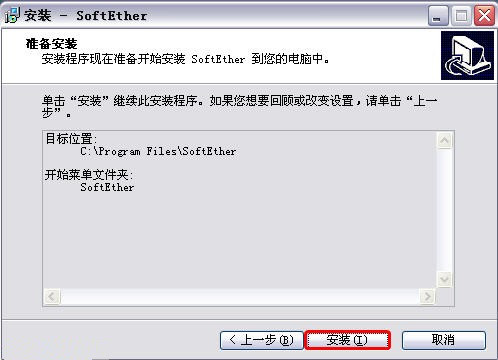 安装 - SoftEther
准备安装
安装程序现在准备开始安装 SoftEther 到您的电脑中。
单击“安装”继续此安装程序。如果您想要回顾或改变设置，请单击“上一
步”。
目标位置:
C:\Program Files\SoftEther
开始菜单文件夹:
SoftEther
< 上一步(B)
安装(I)
取消